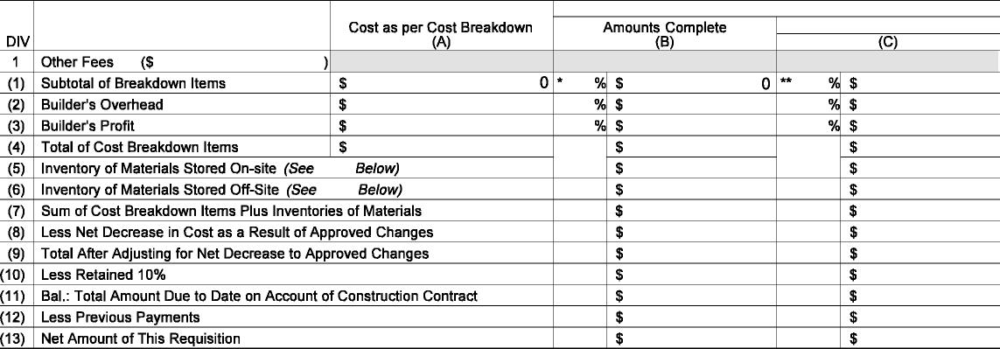 Cost as per Cost Breakdown Amounts Complete
DIV (A) (B) (C)
1 Other Fees ($ )
(1) Subtotal of Breakdown Items $ 0 * % $ 0 ** % $
(2) Builder's Overhead $ % $ % $
(3) Builder's Profit $ % $ % $
(4) Total of Cost Breakdown Items $ $ $
(5) Inventory of Materials Stored On-site (See Below) $ $
(6) Inventory of Materials Stored Off-Site (See Below) $ $
(7) Sum of Cost Breakdown Items Plus Inventories of Materials $ $
(8) Less Net Decrease in Cost as a Result of Approved Changes $ $
(9) Total After Adjusting for Net Decrease to Approved Changes $ $
(10) Less Retained 10% $ $
(11) Bal.: Total Amount Due to Date on Account of Construction Contract $ $
(12) Less Previous Payments $ $
(13) Net Amount of This Requisition $ $